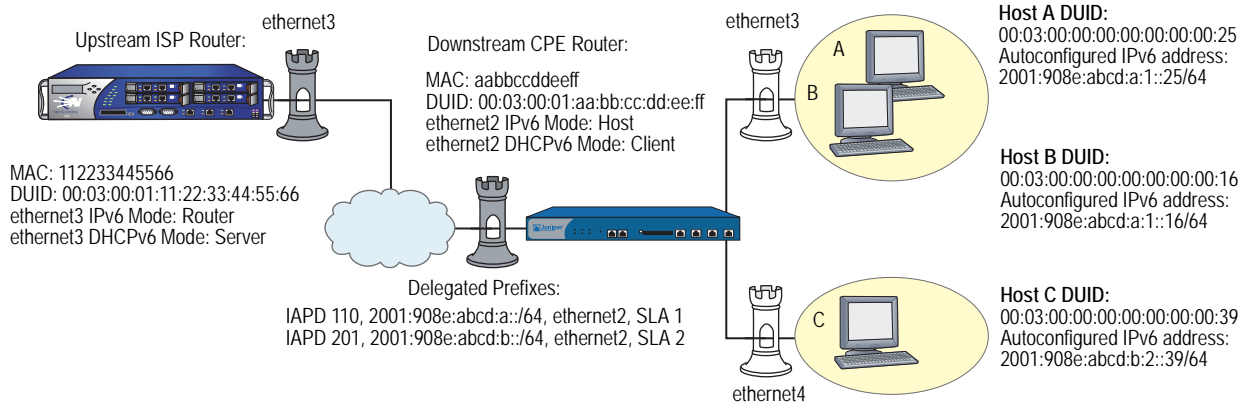 Upstream ISP Router:
ethernet3
MAC: 112233445566
DUID: 00:03:00:01:11:22:33:44:55:66
ethernet3 IPv6 Mode: Router
ethernet3 DHCPv6 Mode: Server
Downstream CPE Router:
MAC: aabbccddeeff
DUID: 00:03:00:01:aa:bb:cc:dd:ee:ff
ethernet2 IPv6 Mode: Host
ethernet2 DHCPv6 Mode: Client
Juniper
Delegated Prefixes:
IAPD 110, 2001:908e:abcd:a::/64, ethernet2, SLA 1
IAPD 201, 2001:908e:abcd:b::/64, ethernet2, SLA 2
ethernet3
A
B
Host A DUID:
00:03:00:00:00:00:00:00:00:25
Autoconfigured IPv6 address:
2001:908e:abcd:a:1::25/64
Host B DUID:
00:03:00:00:00:00:00:00:00:16
Autoconfigured IPv6 address:
2001:908e:abcd:a:1::16/64
ethernet4
C
Host C DUID:
00:03:00:00:00:00:00:00:00:39
Autoconfigured IPv6 address:
2001:908e:abcd:b:2::39/64